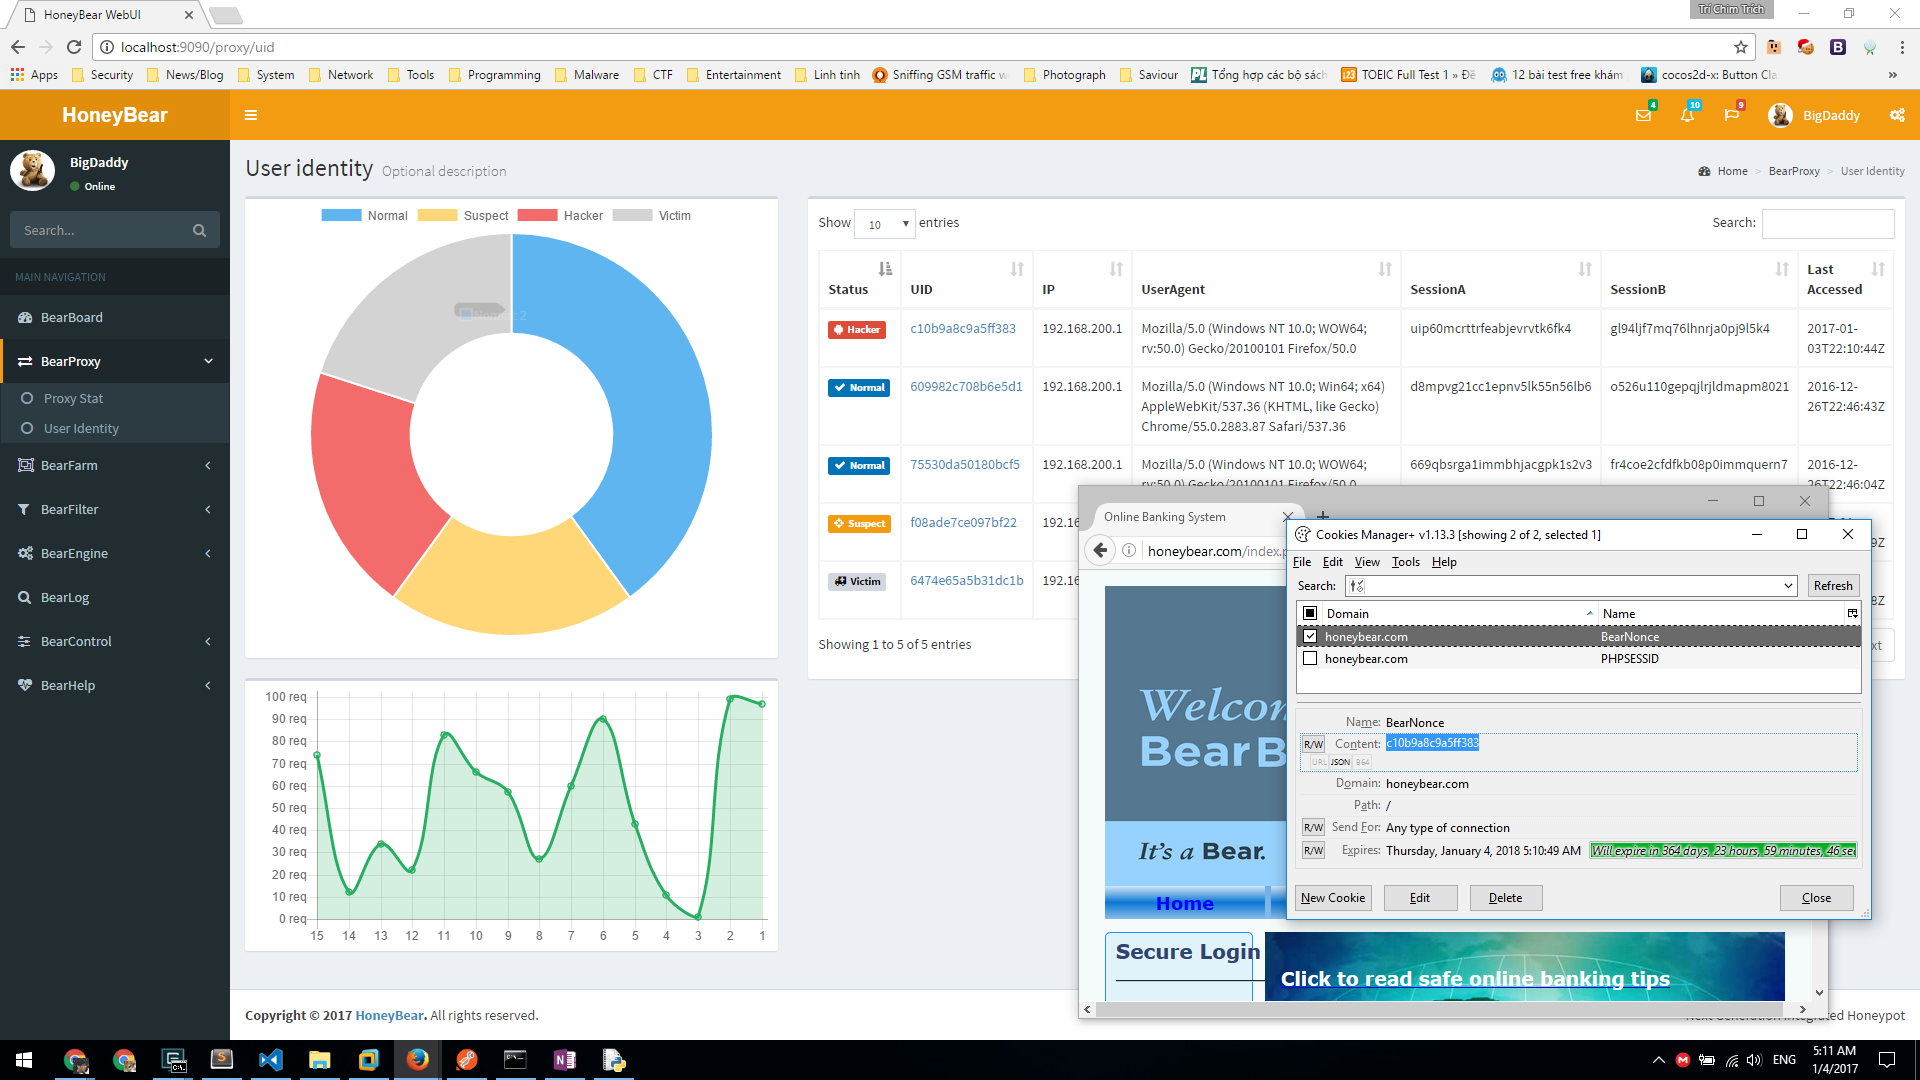 HoneyBear WebUI
Trí Chim Trích
localhost:9090/proxy/uid
Apps Security News/Blog System Network Tools Programming Malware CTF Entertainment Linh tinh Sniffing GSM traffic Photograph Saviour Tổng hợp các bộ sách TOEIC Full Test 1 » Đề 12 bài test free khám cocos2d-x: Button Cla »
HoneyBear
4 10 9 BigDaddy
BigDaddy
Online
Search...
MAIN NAVIGATION
BearBoard
BearProxy
Proxy Stat
User Identity
BearFarm
BearFilter
BearEngine
BearLog
BearControl
BearHelp
User identity Optional description
Home > BearProxy > User Identity
Normal Suspect Hacker Victim
100 req
90 req
80 req
70 req
60 req
50 req
40 req
30 req
20 req
10 req
0 req
15 14 13 12 11 10 9 8 7 6 5 4 3 2 1
Show 10 entries
Search:
Status UID IP UserAgent SessionA SessionB Last Accessed
Hacker c10b9a8c9a5ff383 192.168.200.1 Mozilla/5.0 (Windows NT 10.0; WOW64; uip60mcrttrfeabjevrvtk6fk4 gl94ljf7mq76lhnrja0pj9l5k4 2017-01-
rv:50.0) Gecko/20100101 Firefox/50.0 03T22:10:44Z
Normal 609982c708b6e5d1 192.168.200.1 Mozilla/5.0 (Windows NT 10.0; Win64; x64) d8mpvg21cc1epnv5lk55n56lb6 o526u110gepqjlrjldmapm8021 2016-12-
AppleWebKit/537.36 (KHTML, like Gecko) 26T22:46:43Z
Chrome/55.0.2883.87 Safari/537.36
Normal 75530da50180bcf5 192.168.200.1 Mozilla/5.0 (Windows NT 10.0; WOW64; 669qbsrga1immbhjacgpk1s2v3 fr4coe2cfdfkb08p0immquern7 2016-12-
rv:50.0) Gecko/20100101 Firefox/50.0 26T22:46:04Z
Suspect f08ade7ce097bf22 192.16
Victim 6474e65a5b31dc1b 192.16
Showing 1 to 5 of 5 entries
Online Banking System
honeybear.com/index.p
Welcom
BearB
It's a Bear.
Home
Secure Login
Click to read safe online banking tips
Cookies Manager+ v1.13.3 [showing 2 of 2, selected 1]
File Edit View Tools Help
Search: Refresh
Domain Name
honeybear.com BearNonce
honeybear.com PHPSESSID
Name: BearNonce
R/W Content: c10b9a8c9a5ff383
URL JSON B64
Domain: honeybear.com
Path: /
R/W Send For: Any type of connection
R/W Expires: Thursday, January 4, 2018 5:10:49 AM Will expire in 364 days, 23 hours, 59 minutes, 46 sec
New Cookie Edit Delete Close
Copyright © 2017 HoneyBear. All rights reserved.
Next Generation Integrated Honeypot
ENG
5:11 AM
1/4/2017